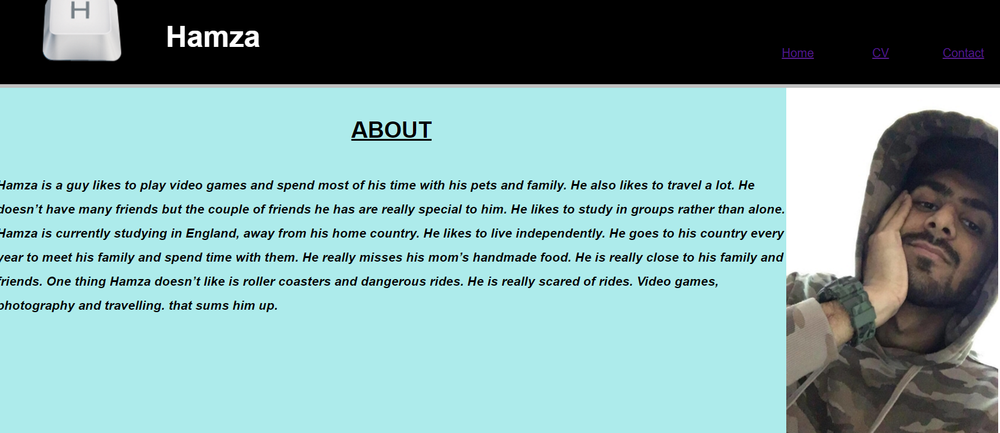 H
Hamza
Home CV Contact
ABOUT
Hamza is a guy likes to play video games and spend most of his time with his pets and family. He also likes to travel a lot. He
doesn’t have many friends but the couple of friends he has are really special to him. He likes to study in groups rather than alone.
Hamza is currently studying in England, away from his home country. He likes to live independently. He goes to his country every
year to meet his family and spend time with them. He really misses his mom’s handmade food. He is really close to his family and
friends. One thing Hamza doesn’t like is roller coasters and dangerous rides. He is really scared of rides. Video games,
photography and travelling. that sums him up.